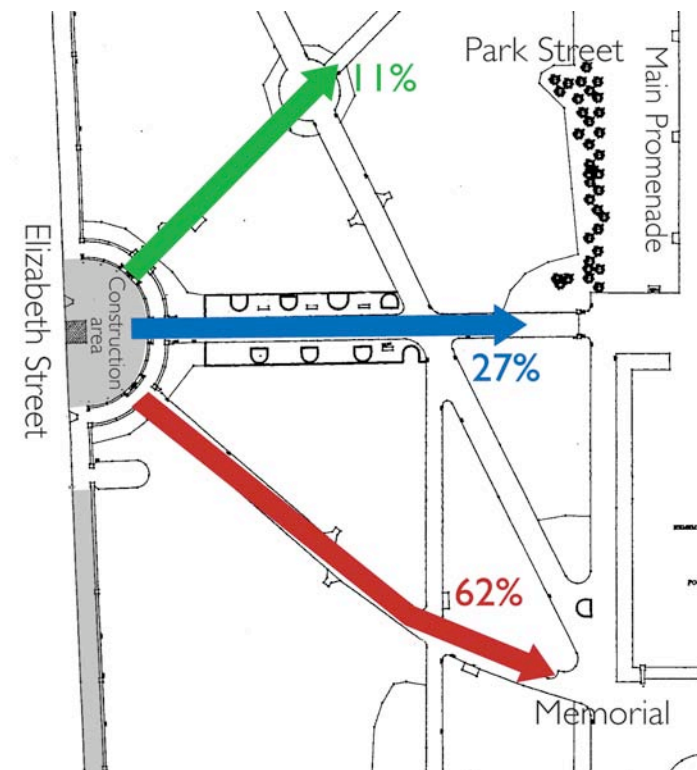 Park Street
Main Promenade
11%
Elizabeth Street
Construction
area
27%
62%
Memorial